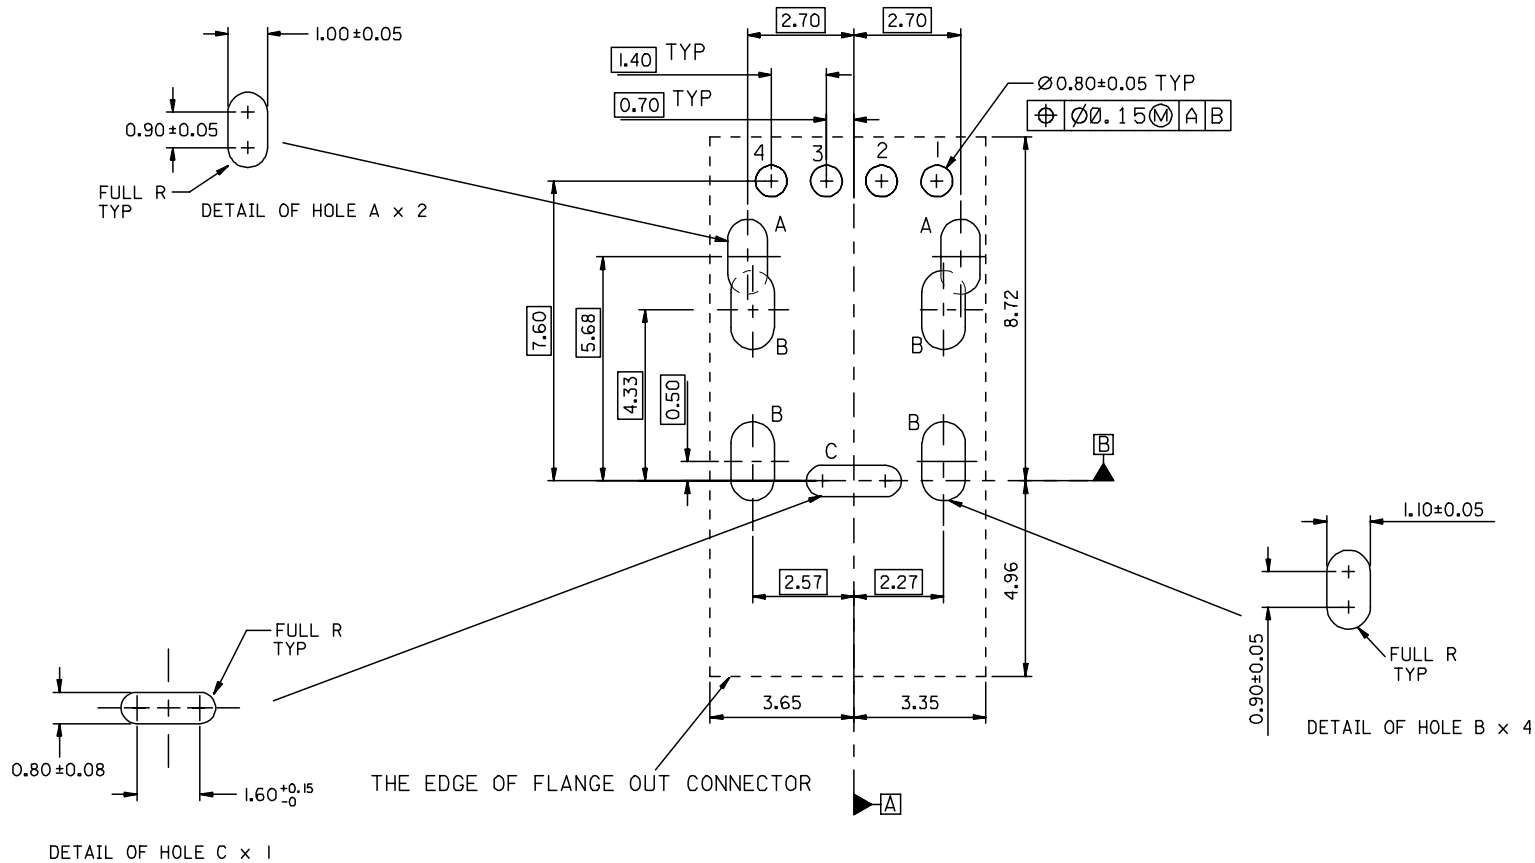 2.70
2.70
1.00±0.05
1.40 TYP
0.70 TYP
Ø0.80±0.05 TYP
⌖ Ø0.15Ⓜ A B
0.90±0.05
FULL R
TYP
DETAIL OF HOLE A x 2
4 3 2 1
A A
7.60
5.68
4.33
0.50
8.72
B B
B B
C
B
2.57
2.27
4.96
1.10±0.05
0.90±0.05
FULL R
TYP
DETAIL OF HOLE B x 4
FULL R
TYP
0.80±0.08
1.60 +0.15 -0
DETAIL OF HOLE C x 1
3.65
3.35
THE EDGE OF FLANGE OUT CONNECTOR
A